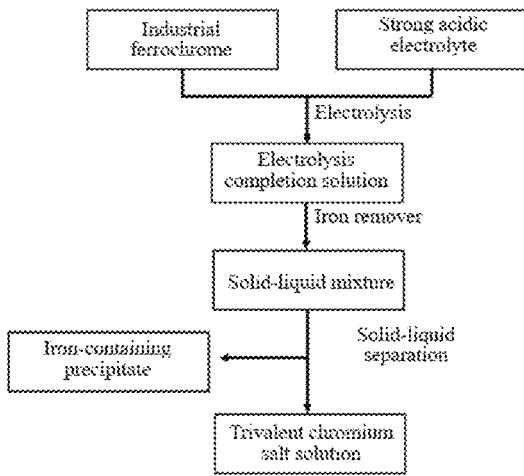 Industrial
ferrochrome
Strong acidic
electrolyte
Electrolysis
Electrolysis
completion solution
Iron remover
Solid-liquid mixture
Solid-liquid
separation
Iron-containing
precipitate
Trivalent chromium
salt solution